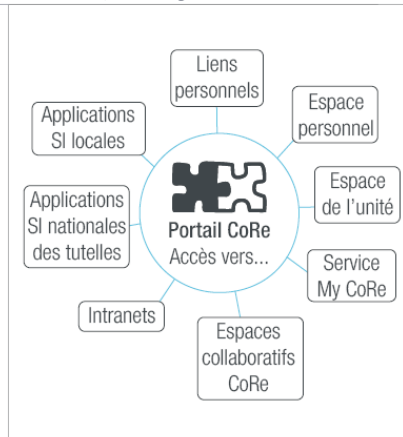 Liens
personnels
Espace
personnel
Applications
SI locales
Espace
de l'unité
Applications
SI nationales
des tutelles
Portail CoRe
Accès vers...
Service
My CoRe
Intranets
Espaces
collaboratifs
CoRe